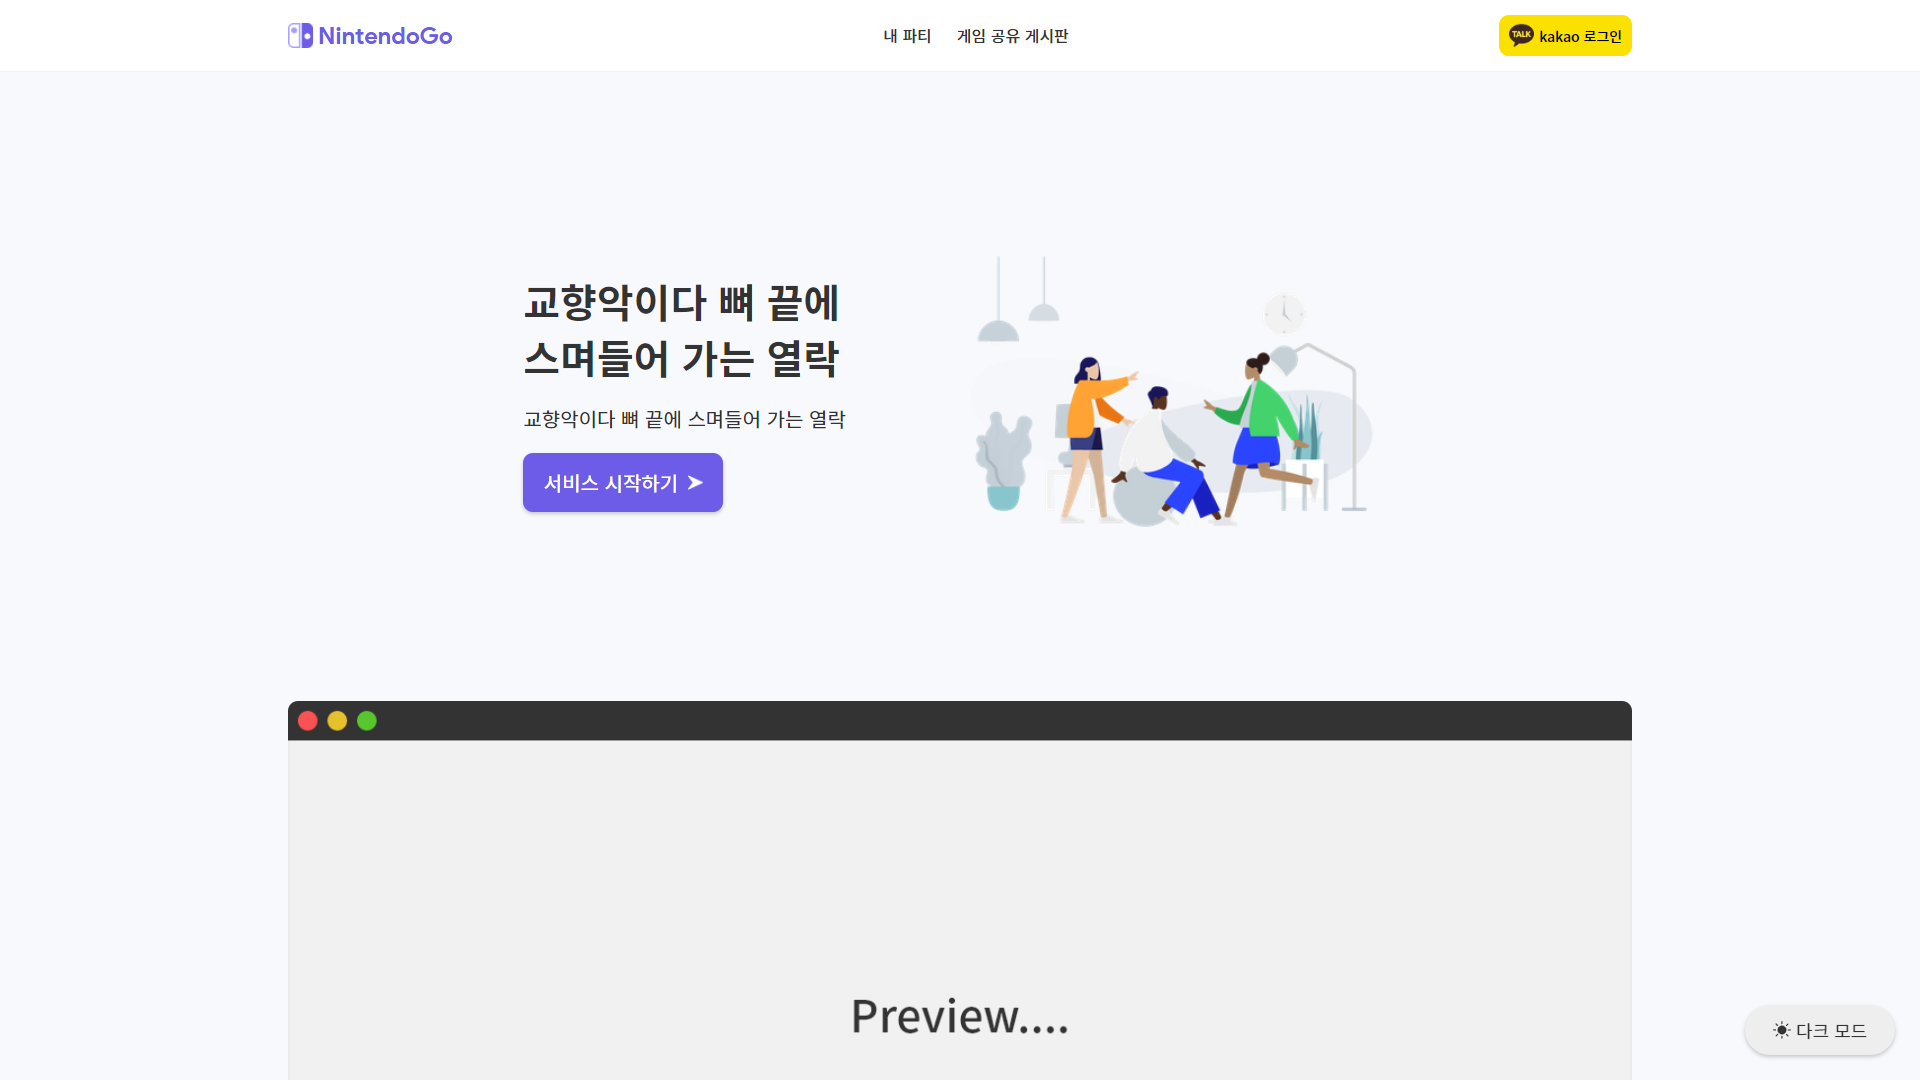 NintendoGo
내 파티
게임 공유 게시판
TALK
kakao 로그인
교향악이다 뼈 끝에
스며들어 가는 열락
교향악이다 뼈 끝에 스며들어 가는 열락
서비스 시작하기 ➤
Preview....
다크 모드